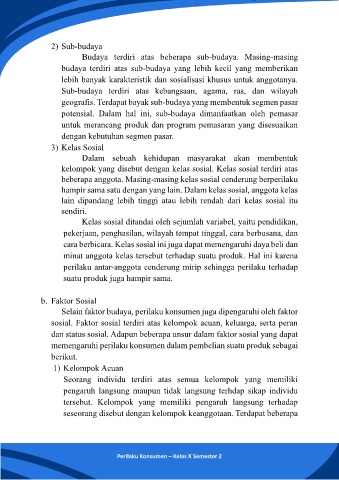 2) Sub-budaya
Budaya terdiri atas beberapa sub-budaya. Masing-masing
budaya terdiri atas sub-budaya yang lebih kecil yang memberikan
lebih banyak karakteristik dan sosialisasi khusus untuk anggotanya.
Sub-budaya terdiri atas kebangsaan, agama, ras, dan wilayah
geografis. Terdapat bayak sub-budaya yang membentuk segmen pasar
potensial. Dalam hal ini, sub-budaya dimanfaatkan oleh pemasar
untuk merancang produk dan program pemasaran yang disesuaikan
dengan kebutuhan segmen pasar.
3) Kelas Sosial
Dalam sebuah kehidupan masyarakat akan membentuk
kelompok yang disebut dengan kelas sosial. Kelas sosial terdiri atas
beberapa anggota. Masing-masing kelas sosial cenderung berperilaku
hampir sama satu dengan yang lain. Dalam kelas sosial, anggota kelas
lain dipandang lebih tinggi atau lebih rendah dari kelas sosial itu
sendiri.
Kelas sosial ditandai oleh sejumlah variabel, yaitu pendidikan,
pekerjaan, penghasilan, wilayah tempat tinggal, cara berbusana, dan
cara berbicara. Kelas sosial ini juga dapat memengaruhi daya beli dan
minat anggota kelas tersebut terhadap suatu produk. Hal ini karena
perilaku antar-anggota cenderung mirip sehingga perilaku terhadap
suatu produk juga hampir sama.
b. Faktor Sosial
Selain faktor budaya, perilaku konsumen juga dipengaruhi oleh faktor
sosial. Faktor sosial terdiri atas kelompok acuan, keluarga, serta peran
dan status sosial. Adapun beberapa unsur dalam faktor sosial yang dapat
memengaruhi perilaku konsumen dalam pembelian suatu produk sebagai
berikut.
1) Kelompok Acuan
Seorang individu terdiri atas semua kelompok yang memiliki
pengaruh langsung maupun tidak langsung terhdap sikap individu
tersebut. Kelompok yang memiliki pengaruh langsung terhadap
seseorang disebut dengan kelompok keanggotaan. Terdapat beberapa
Perilaku Konsumen – Kelas X Semester 2